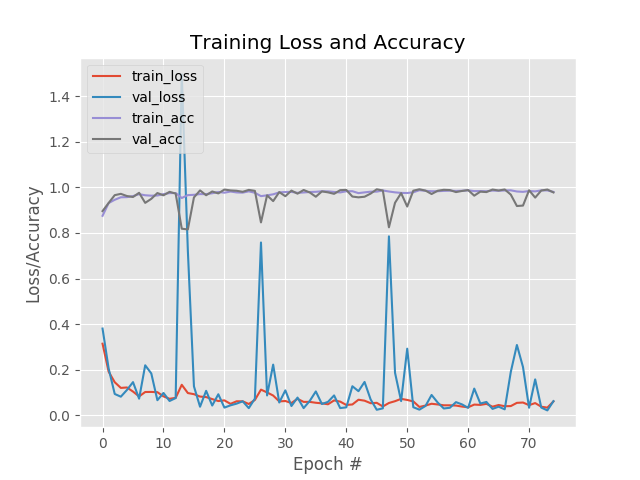 Training Loss and Accuracy
train_loss
val_loss
train_acc
val_acc
1.4
1.2
1.0
0.8
0.6
0.4
0.2
0.0
Loss/Accuracy
0 10 20 30 40 50 60 70
Epoch #